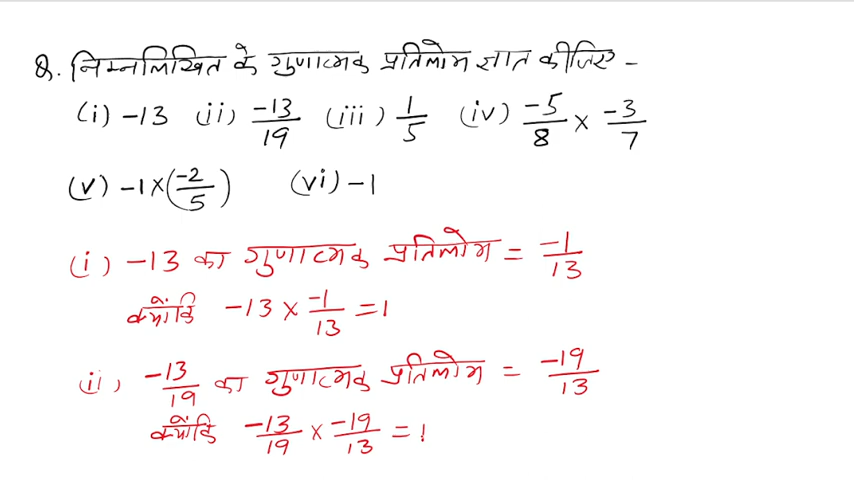 Q. निम्नलिखित के गुणात्मक प्रतिलोम ज्ञात कीजिए -
(i) -13 (ii) -13/19 (iii) 1/5 (iv) -5/8 × -3/7
(v) -1×(-2/5) (vi) -1
(i) -13 का गुणात्मक प्रतिलोम = -1/13
क्योंकि -13 × -1/13 = 1
(ii) -13/19 का गुणात्मक प्रतिलोम = -19/13
क्योंकि -13/19 × -19/13 = 1